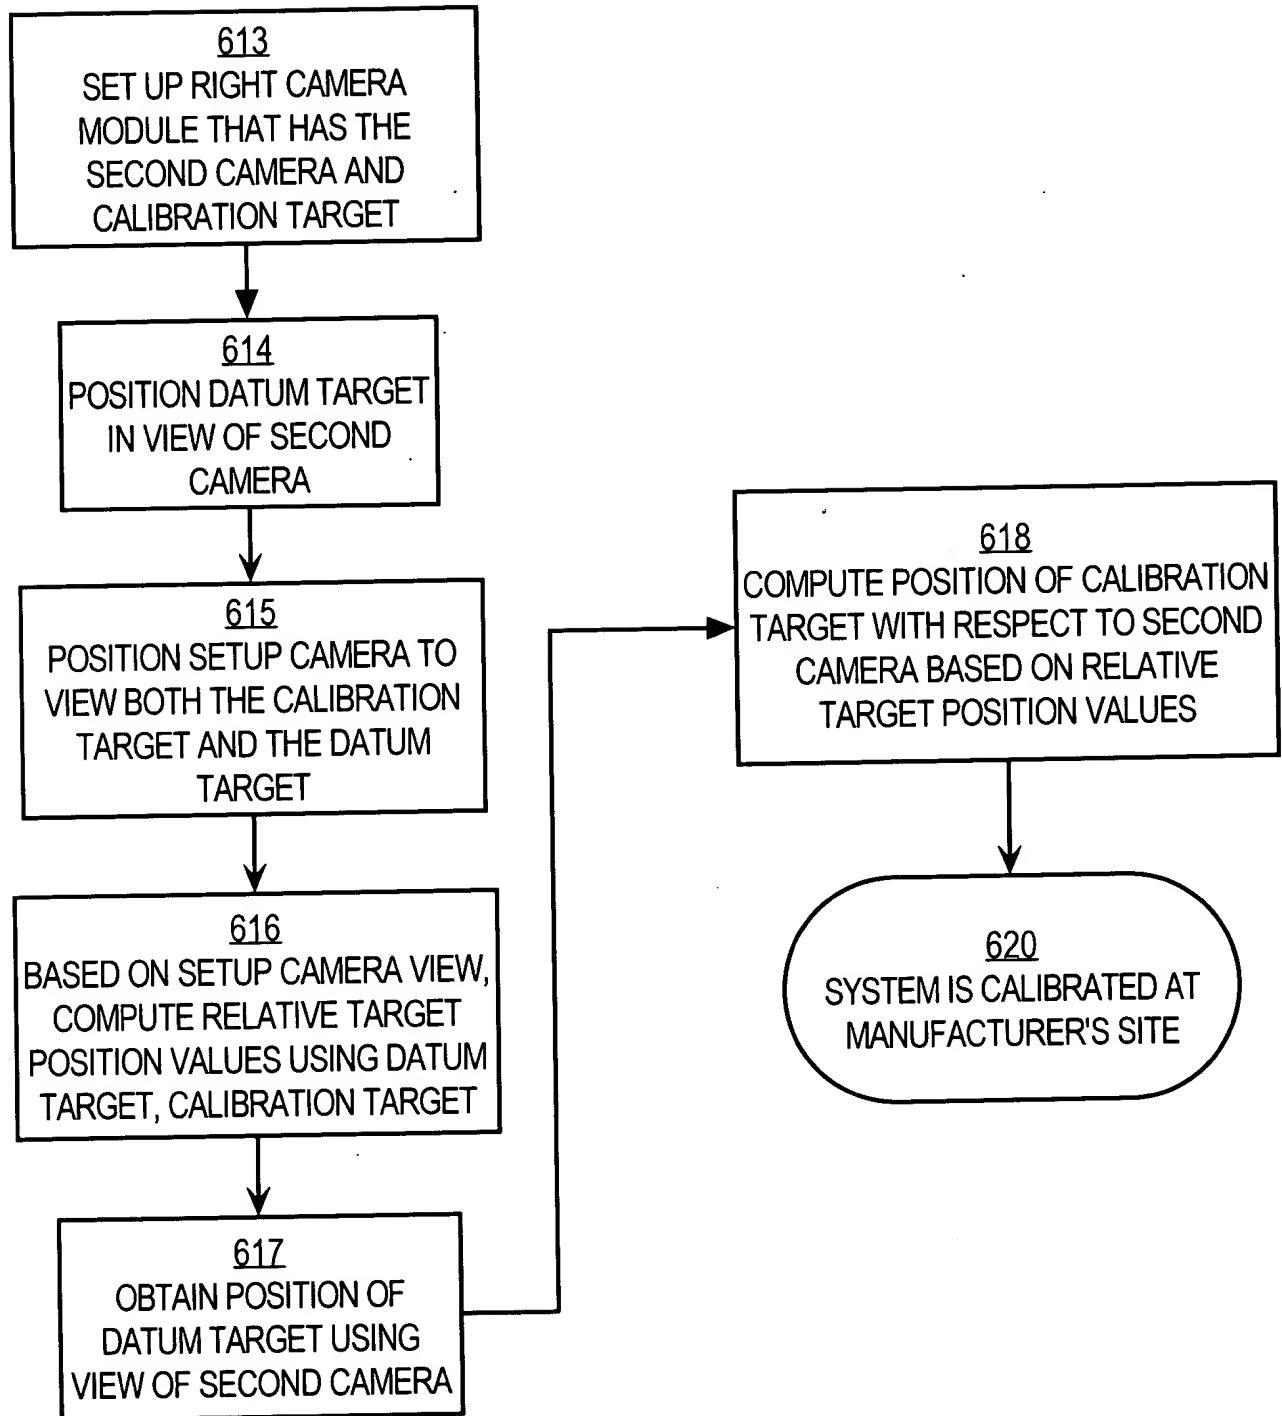 613
SET UP RIGHT CAMERA
MODULE THAT HAS THE
SECOND CAMERA AND
CALIBRATION TARGET
614
POSITION DATUM TARGET
IN VIEW OF SECOND
CAMERA
615
POSITION SETUP CAMERA TO
VIEW BOTH THE CALIBRATION
TARGET AND THE DATUM
TARGET
616
BASED ON SETUP CAMERA VIEW,
COMPUTE RELATIVE TARGET
POSITION VALUES USING DATUM
TARGET, CALIBRATION TARGET
617
OBTAIN POSITION OF
DATUM TARGET USING
VIEW OF SECOND CAMERA
618
COMPUTE POSITION OF CALIBRATION
TARGET WITH RESPECT TO SECOND
CAMERA BASED ON RELATIVE
TARGET POSITION VALUES
620
SYSTEM IS CALIBRATED AT
MANUFACTURER'S SITE